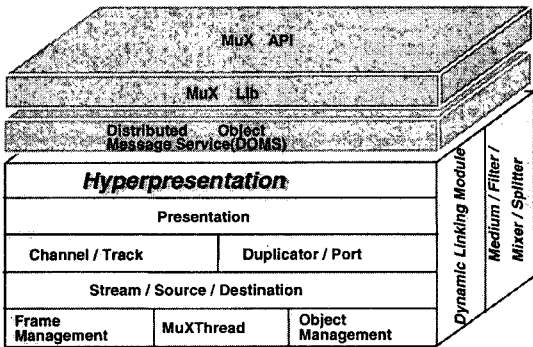 MuX API
MuX Lib
Distributed Object
Message Service(DOMS)
Hyperpresentation
Presentation
Channel / Track
Duplicator / Port
Stream / Source / Destination
Frame
Management
MuXThread
Object
Management
Dynamic Linking Module
Medium / Filter /
Mixer / Splitter